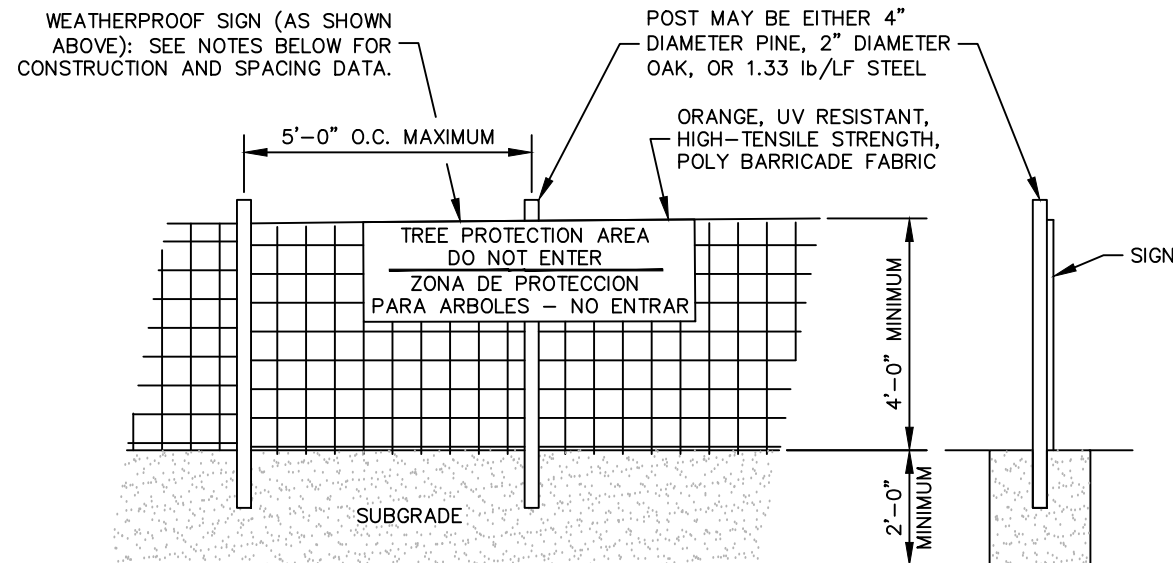 WEATHERPROOF SIGN (AS SHOWN
ABOVE): SEE NOTES BELOW FOR
CONSTRUCTION AND SPACING DATA.
POST MAY BE EITHER 4"
DIAMETER PINE, 2" DIAMETER
OAK, OR 1.33 lb/LF STEEL
ORANGE, UV RESISTANT,
HIGH-TENSILE STRENGTH,
POLY BARRICADE FABRIC
5'-0" O.C. MAXIMUM
TREE PROTECTION AREA
DO NOT ENTER
ZONA DE PROTECCION
PARA ARBOLES - NO ENTRAR
SIGN
4'-0" MINIMUM
2'-0"
MINIMUM
SUBGRADE